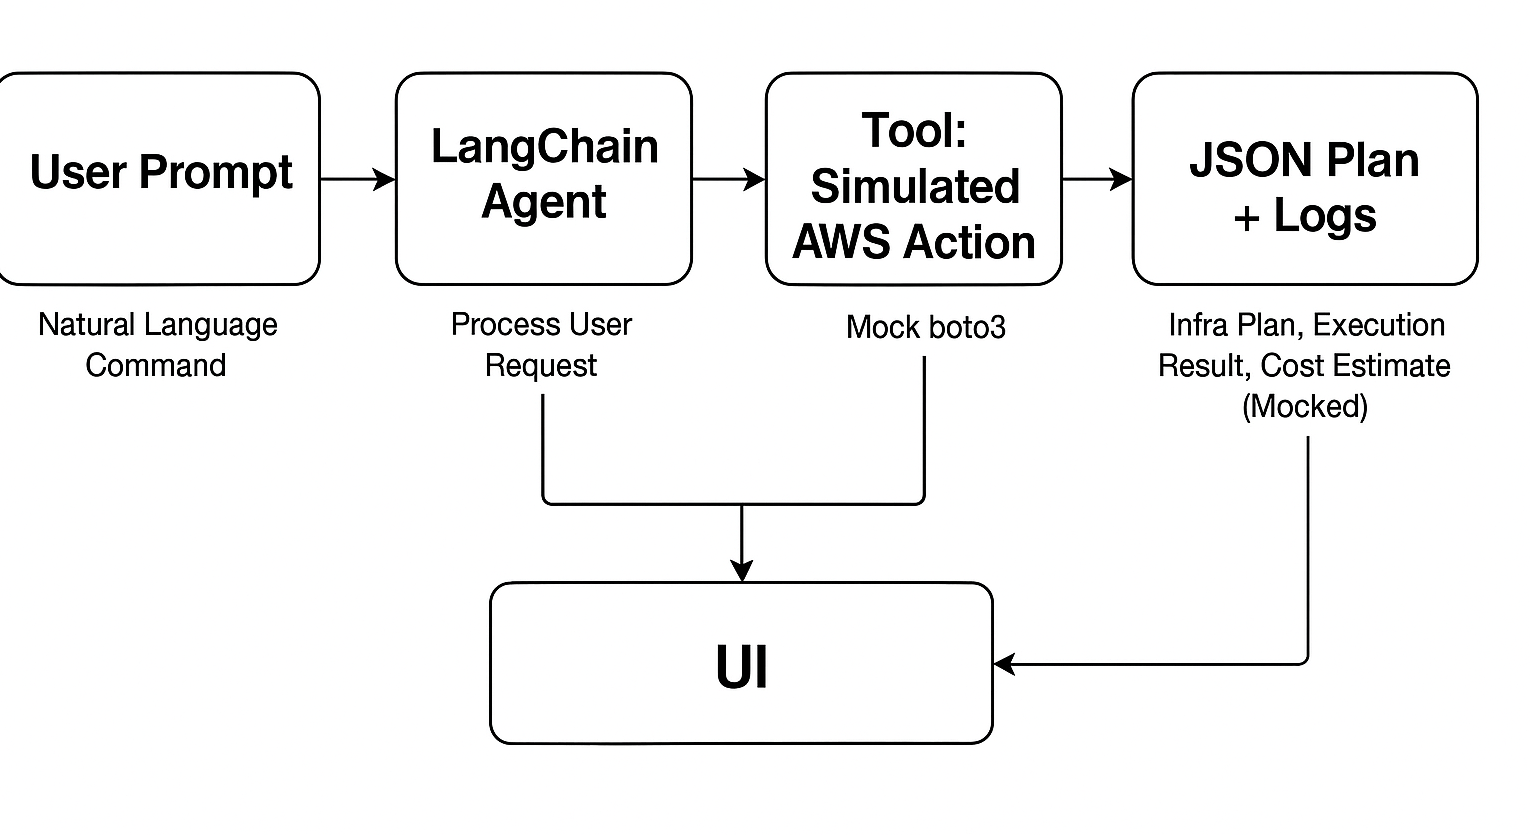 User Prompt
LangChain
Agent
Tool:
Simulated
AWS Action
JSON Plan
+ Logs
Natural Language
Command
Process User
Request
Mock boto3
Infra Plan, Execution
Result, Cost Estimate
(Mocked)
UI